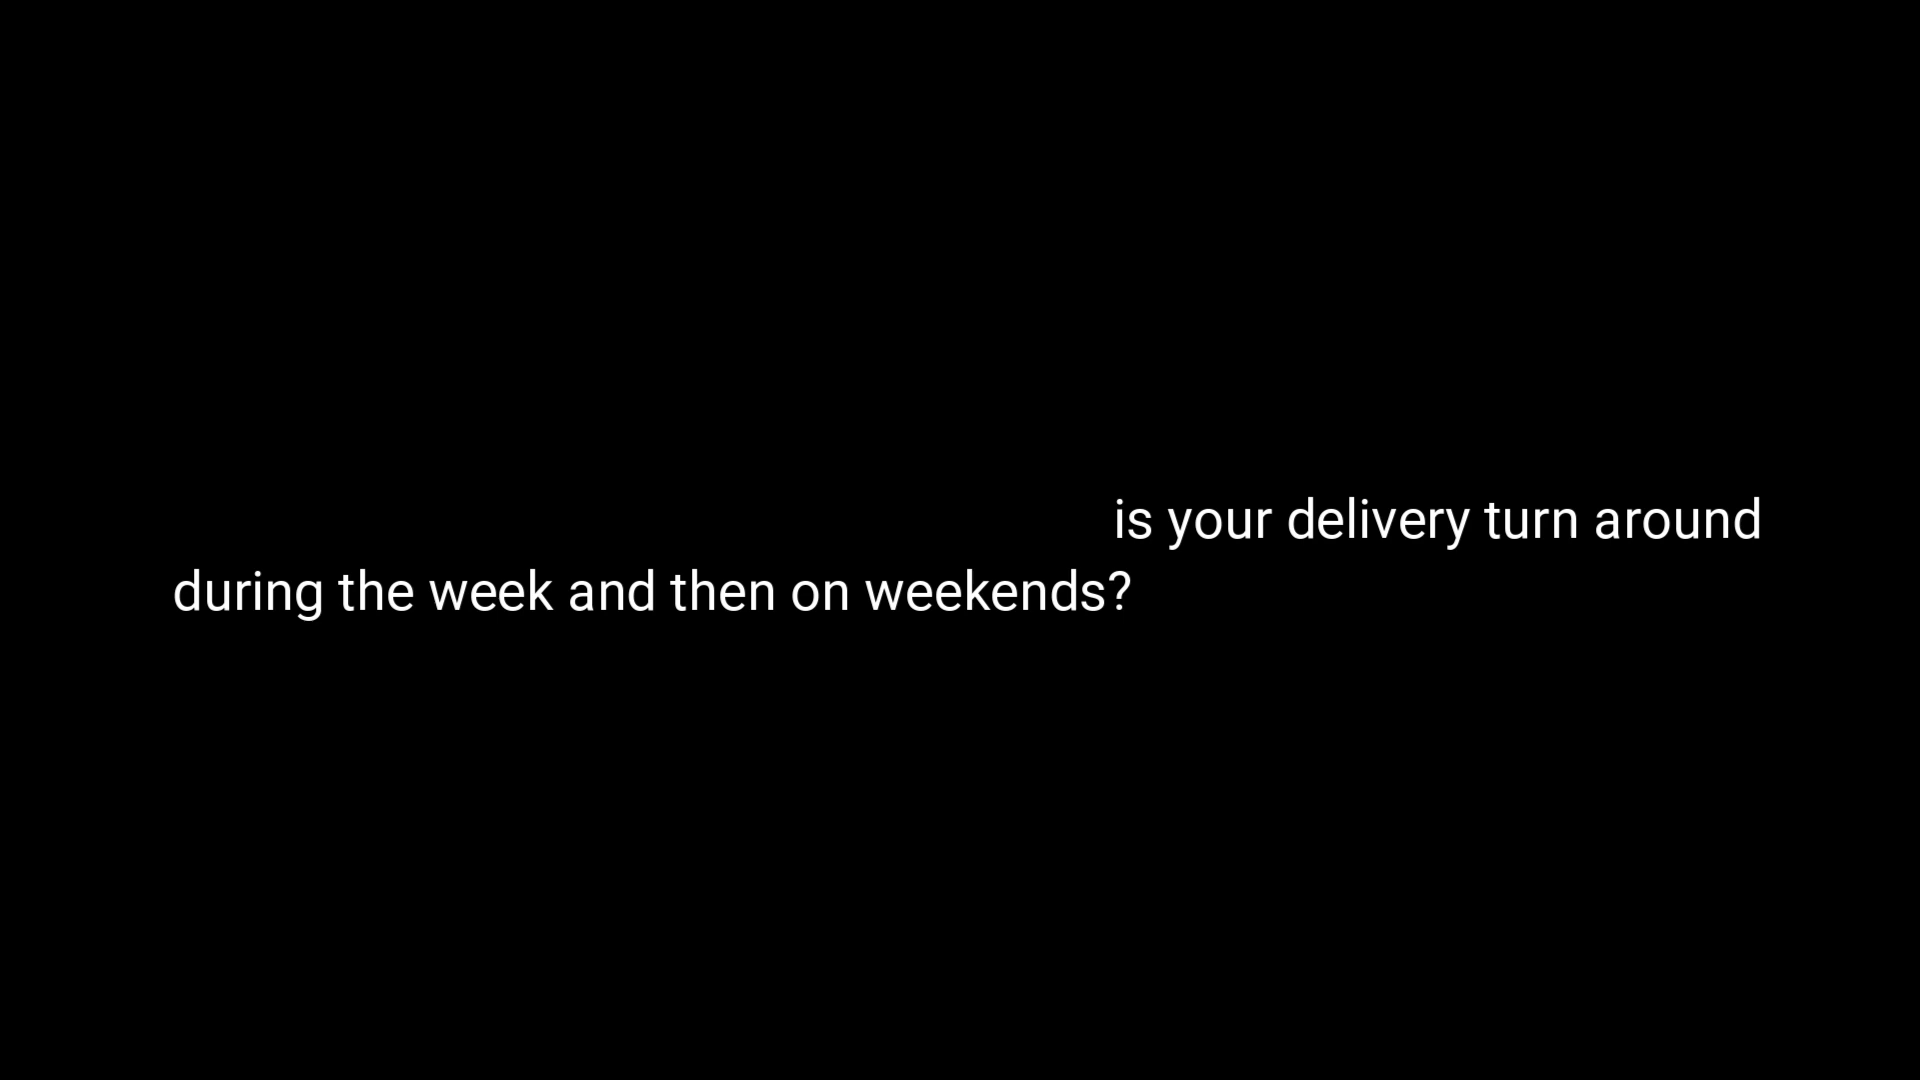 is your delivery turn around
during the week and then on weekends?